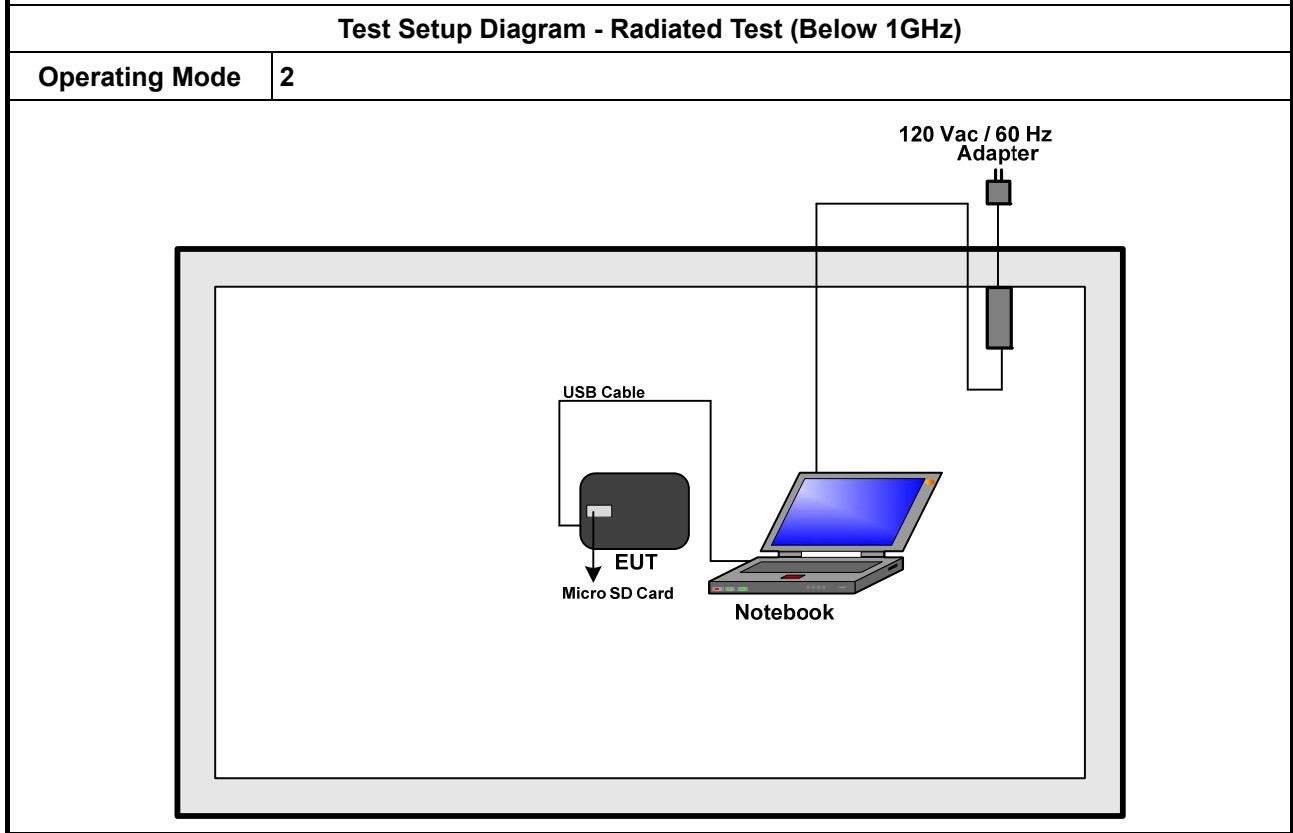 Test Setup Diagram - Radiated Test (Below 1GHz)
Operating Mode 2
120 Vac / 60 Hz
Adapter
USB Cable
EUT
Micro SD Card
Notebook